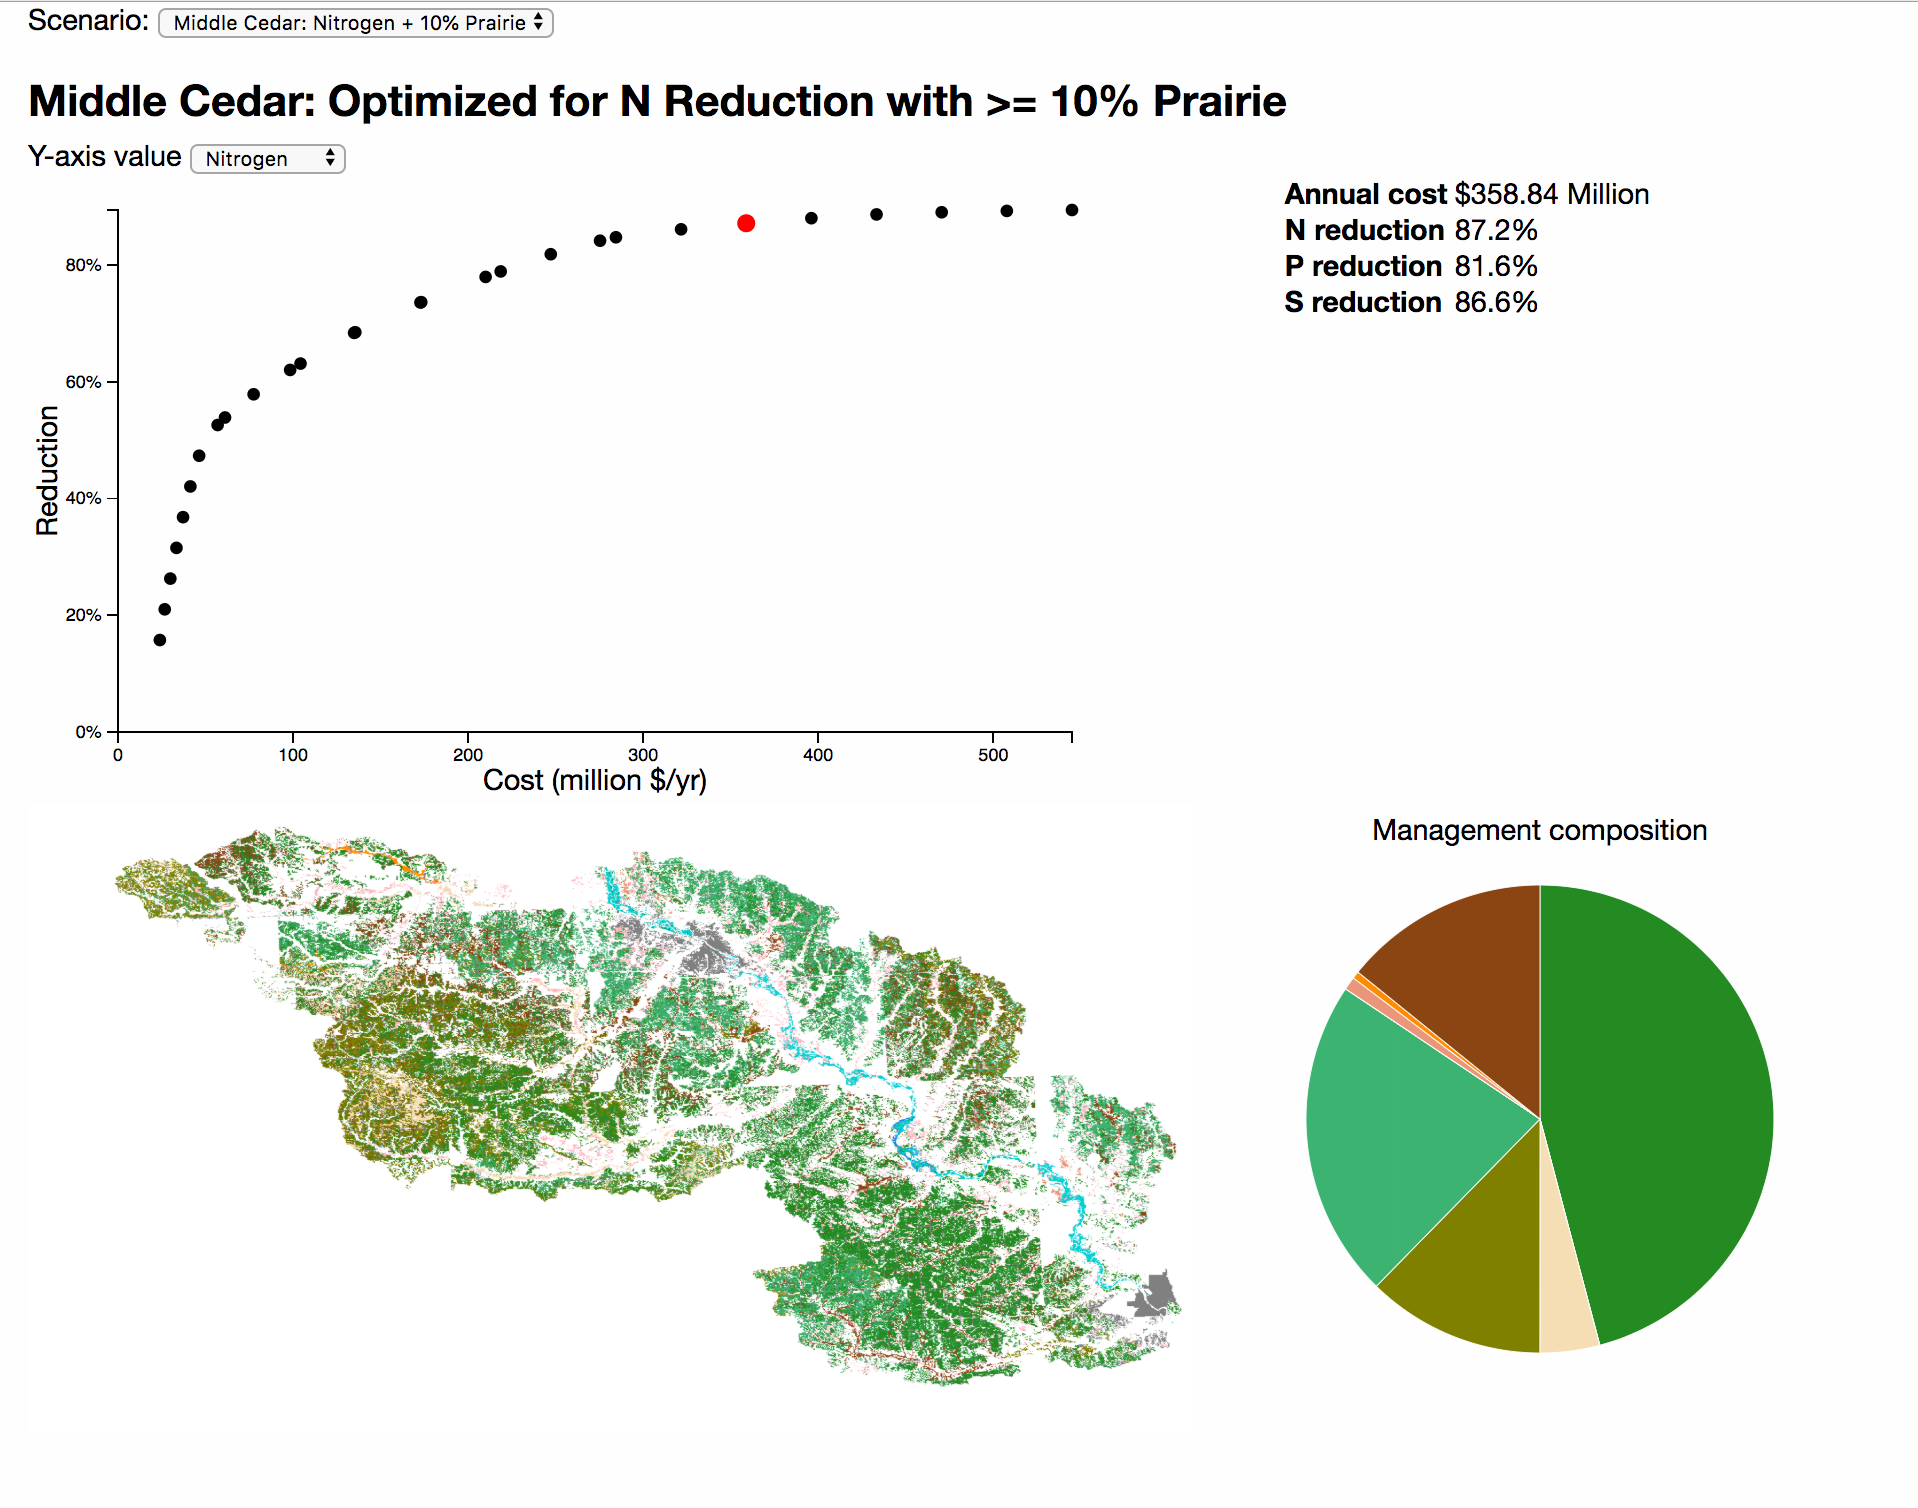 Scenario: Middle Cedar: Nitrogen + 10% Prairie
Middle Cedar: Optimized for N Reduction with >= 10% Prairie
Y-axis value Nitrogen
Annual cost $358.84 Million
N reduction 87.2%
P reduction 81.6%
S reduction 86.6%
80%
60%
40%
20%
0%
Reduction
0 100 200 300 400 500
Cost (million $/yr)
Management composition